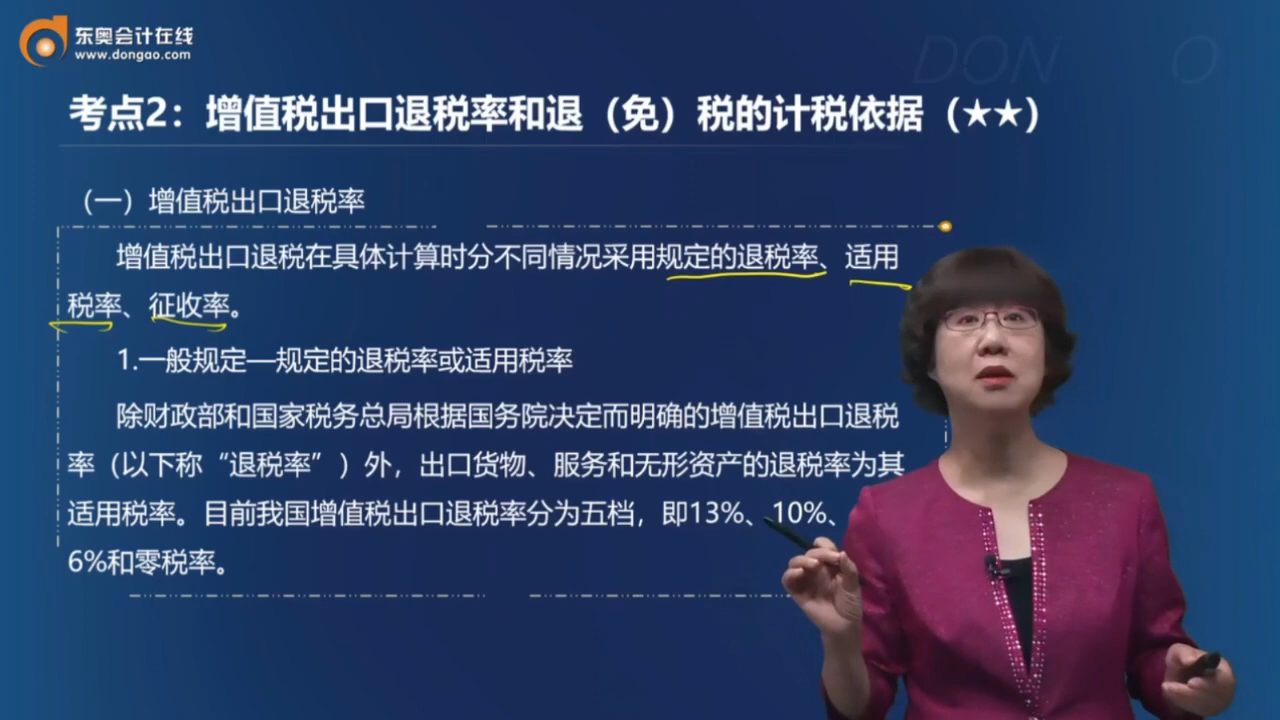 东奥会计在线
www.dongao.com
DON O
考点2：增值税出口退税率和退（免）税的计税依据（★★）
（一）增值税出口退税率
增值税出口退税在具体计算时分不同情况采用规定的退税率、适用
税率、征收率。
1.一般规定—规定的退税率或适用税率
除财政部和国家税务总局根据国务院决定而明确的增值税出口退税
率（以下称“退税率”）外，出口货物、服务和无形资产的退税率为其
适用税率。目前我国增值税出口退税率分为五档，即13%、10%、
6%和零税率。